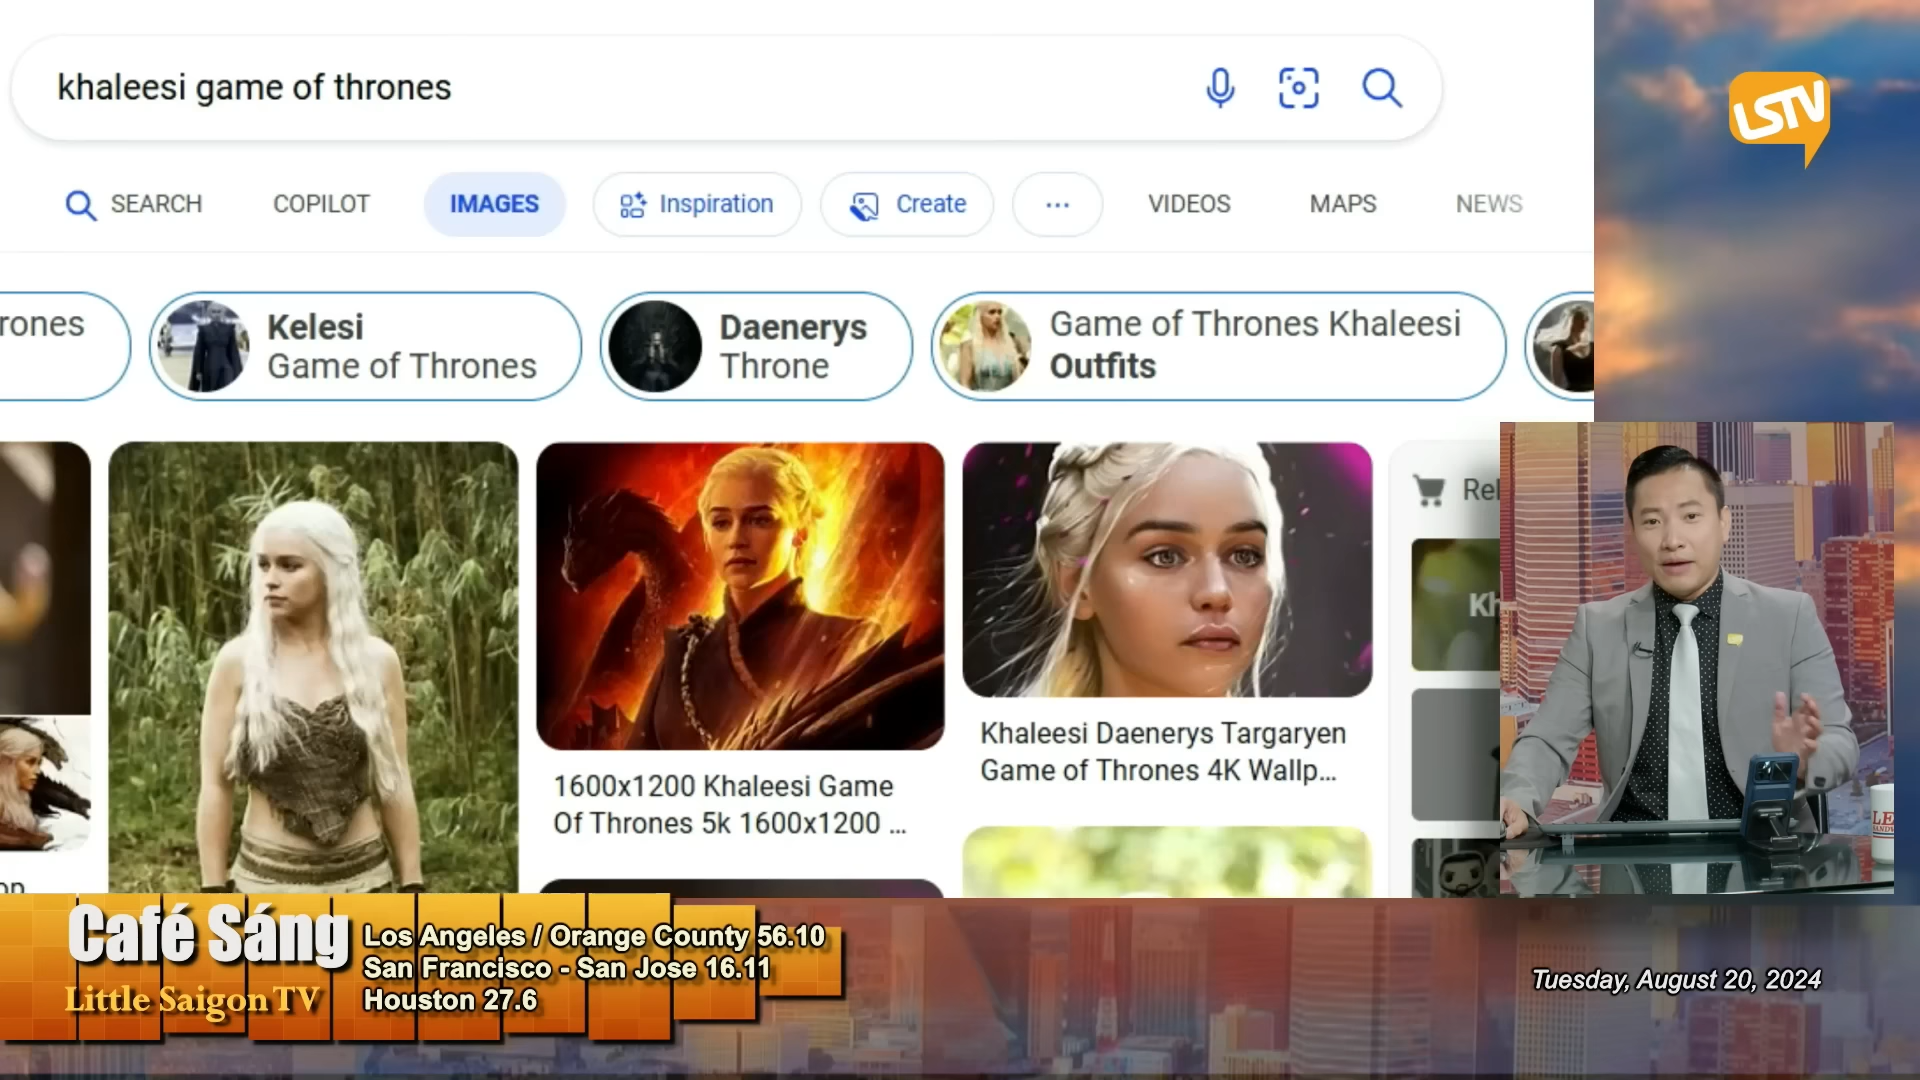 khaleesi game of thrones
LSTV
SEARCH COPILOT IMAGES Inspiration Create ... VIDEOS MAPS NEWS
rones
Kelesi
Game of Thrones
Daenerys
Throne
Game of Thrones Khaleesi
Outfits
Rel
Kh
1600x1200 Khaleesi Game
Of Thrones 5k 1600x1200 ...
Khaleesi Daenerys Targaryen
Game of Thrones 4K Wallp...
Café Sáng
Little Saigon TV
Los Angeles / Orange County 56.10
San Francisco - San Jose 16.11
Houston 27.6
Tuesday, August 20, 2024